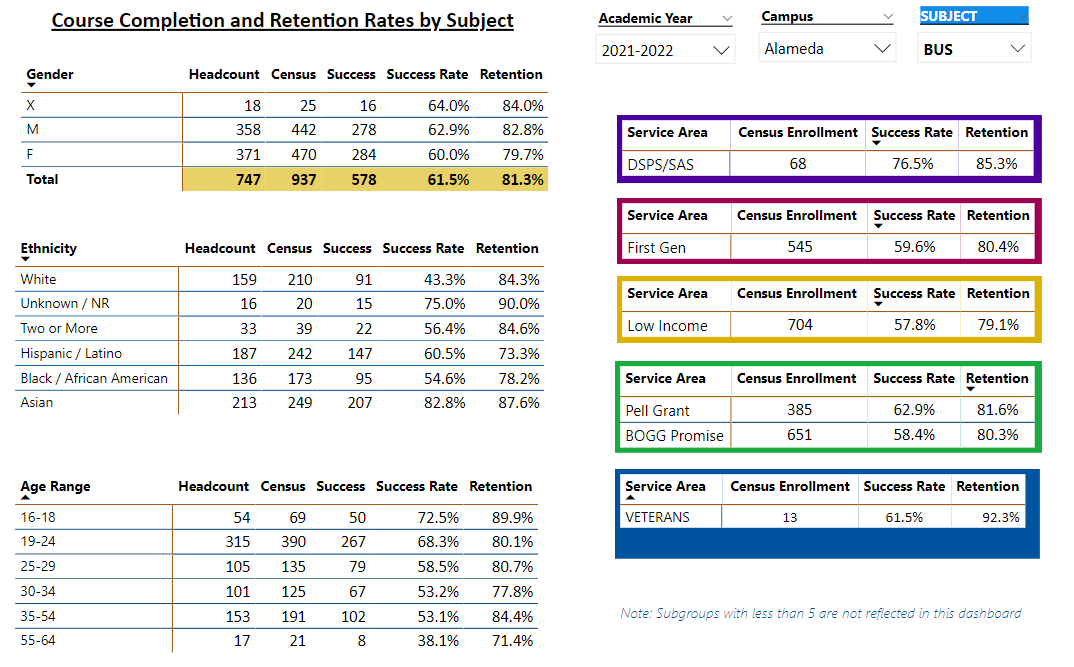 Course Completion and Retention Rates by Subject
Academic Year
2021-2022
Campus
Alameda
SUBJECT
BUS
Gender Headcount Census Success Success Rate Retention
X 18 25 16 64.0% 84.0%
M 358 442 278 62.9% 82.8%
F 371 470 284 60.0% 79.7%
Total 747 937 578 61.5% 81.3%
Ethnicity Headcount Census Success Success Rate Retention
White 159 210 91 43.3% 84.3%
Unknown / NR 16 20 15 75.0% 90.0%
Two or More 33 39 22 56.4% 84.6%
Hispanic / Latino 187 242 147 60.5% 73.3%
Black / African American 136 173 95 54.6% 78.2%
Asian 213 249 207 82.8% 87.6%
Age Range Headcount Census Success Success Rate Retention
16-18 54 69 50 72.5% 89.9%
19-24 315 390 267 68.3% 80.1%
25-29 105 135 79 58.5% 80.7%
30-34 101 125 67 53.2% 77.8%
35-54 153 191 102 53.1% 84.4%
55-64 17 21 8 38.1% 71.4%
Service Area Census Enrollment Success Rate Retention
DSPS/SAS 68 76.5% 85.3%
Service Area Census Enrollment Success Rate Retention
First Gen 545 59.6% 80.4%
Service Area Census Enrollment Success Rate Retention
Low Income 704 57.8% 79.1%
Service Area Census Enrollment Success Rate Retention
Pell Grant 385 62.9% 81.6%
BOGG Promise 651 58.4% 80.3%
Service Area Census Enrollment Success Rate Retention
VETERANS 13 61.5% 92.3%
Note: Subgroups with less than 5 are not reflected in this dashboard